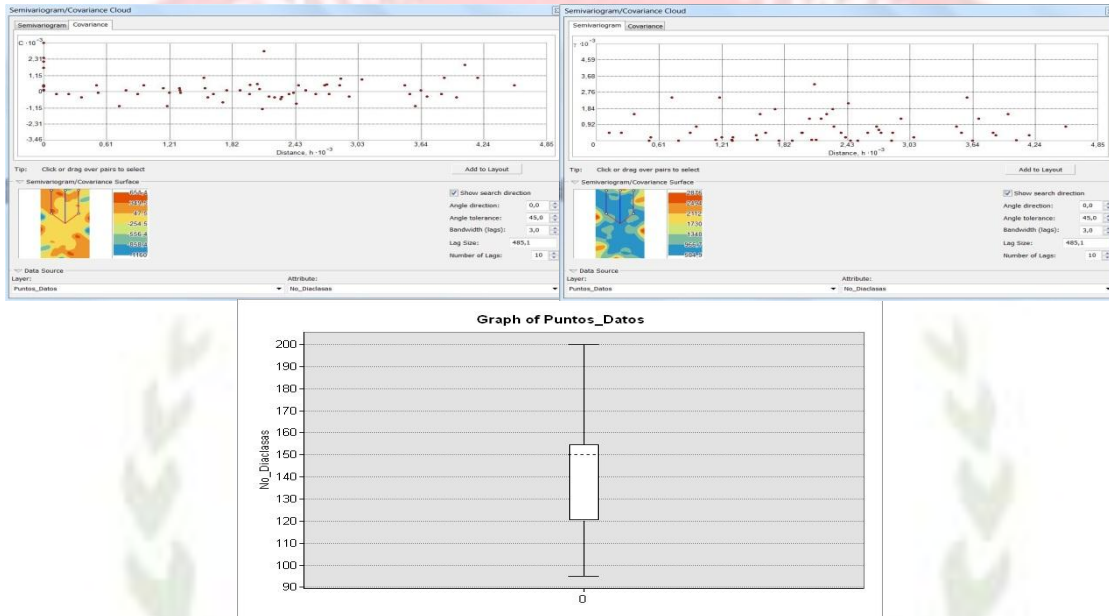 Semivariogram/Covariance Cloud
Semivariogram Covariance
C ·10⁻³
2,31
1,15
0
-1,15
-2,31
-3,46
0 0,61 1,21 1,82 2,43 3,03 3,64 4,24 4,85
Distance, h ·10⁻³
Tip: Click or drag over pairs to select
Add to Layout
Semivariogram/Covariance Surface
Show search direction
Angle direction: 0,0
Angle tolerance: 45,0
Bandwidth (lags): 3,0
Lag Size: 485,1
Number of Lags: 10
Data Source
Layer: Attribute:
Puntos_Datos No_Diaclasas
Semivariogram/Covariance Cloud
Semivariogram Covariance
γ ·10⁻³
4,59
3,68
2,76
1,84
0,92
0 0,61 1,21 1,82 2,43 3,03 3,64 4,24 4,85
Distance, h ·10⁻³
Tip: Click or drag over pairs to select
Add to Layout
Semivariogram/Covariance Surface
Show search direction
Angle direction: 0,0
Angle tolerance: 45,0
Bandwidth (lags): 3,0
Lag Size: 485,1
Number of Lags: 10
Data Source
Layer: Attribute:
Puntos_Datos No_Diaclasas
Graph of Puntos_Datos
No_Diaclasas
200
190
180
170
160
150
140
130
120
110
100
90
0